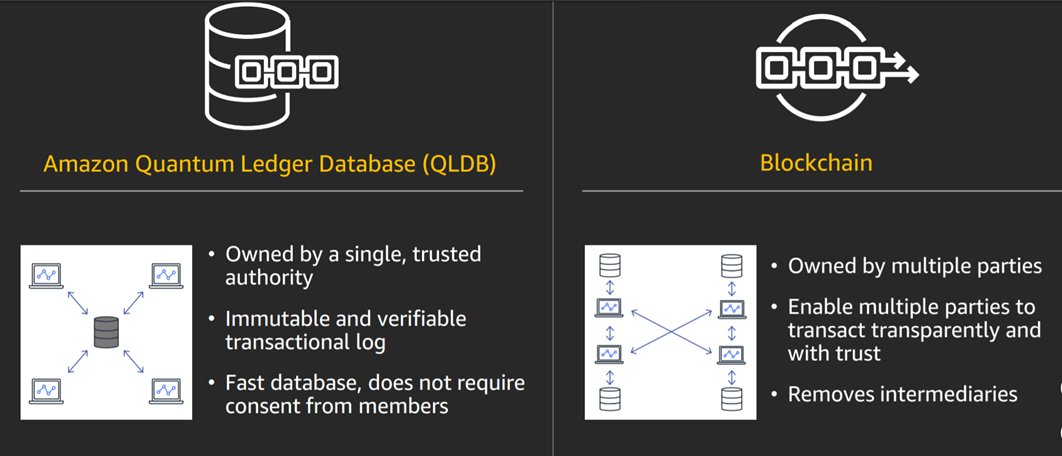 Amazon Quantum Ledger Database (QLDB)
• Owned by a single, trusted
authority
• Immutable and verifiable
transactional log
• Fast database, does not require
consent from members
Blockchain
• Owned by multiple parties
• Enable multiple parties to
transact transparently and
with trust
• Removes intermediaries